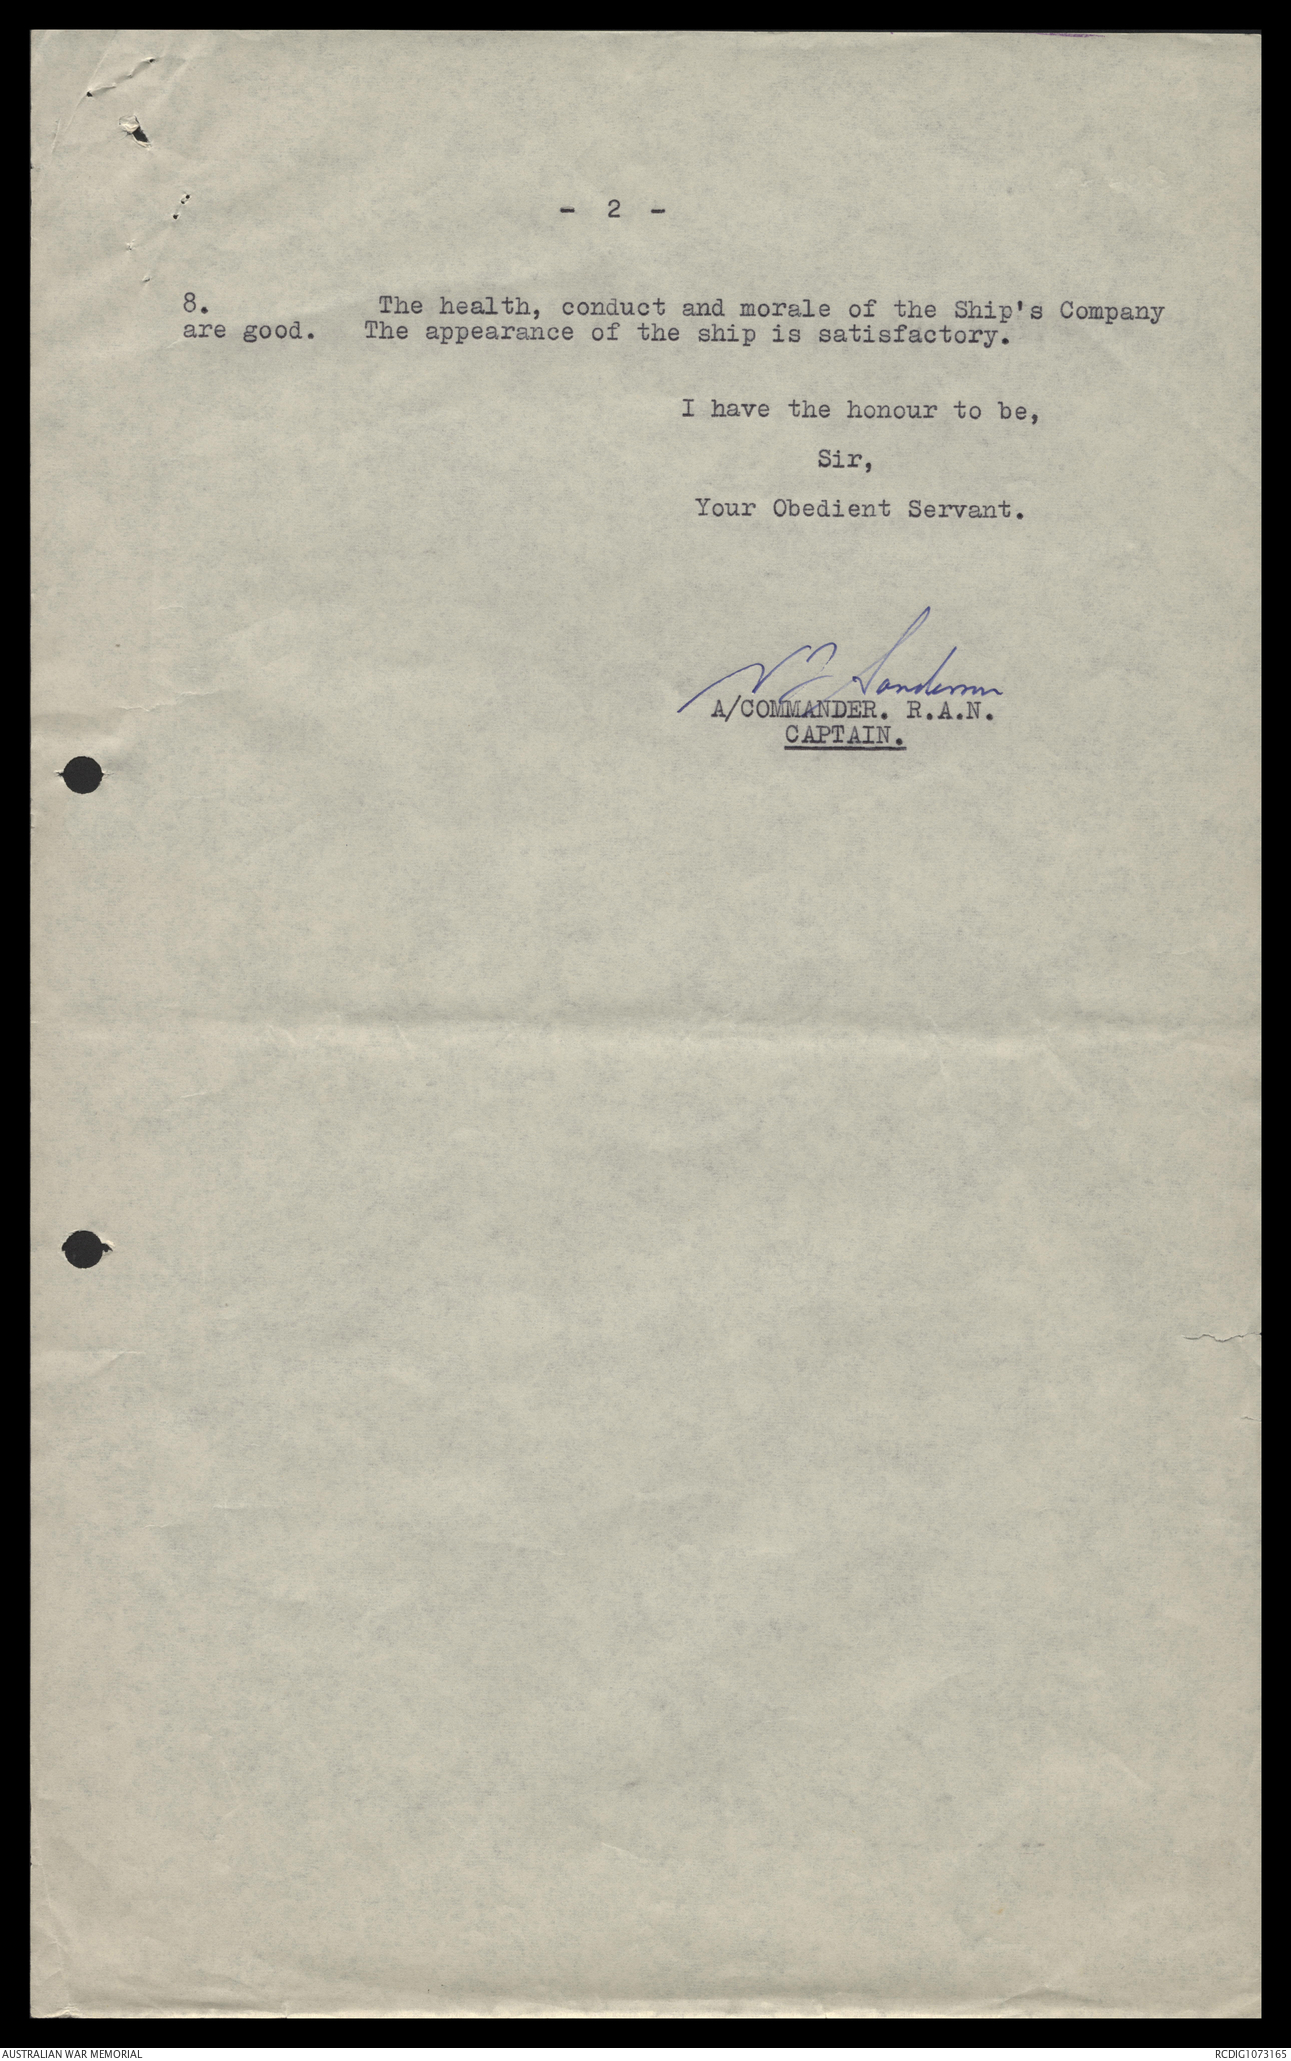 - 2 -
8. The health, conduct and morale of the Ship's Company
are good. The appearance of the ship is satisfactory.
I have the honour to be,
Sir,
Your Obedient Servant.
Sanderson
A/COMMANDER. R.A.N.
CAPTAIN.
AUSTRALIAN WAR MEMORIAL
RCDIG1073165